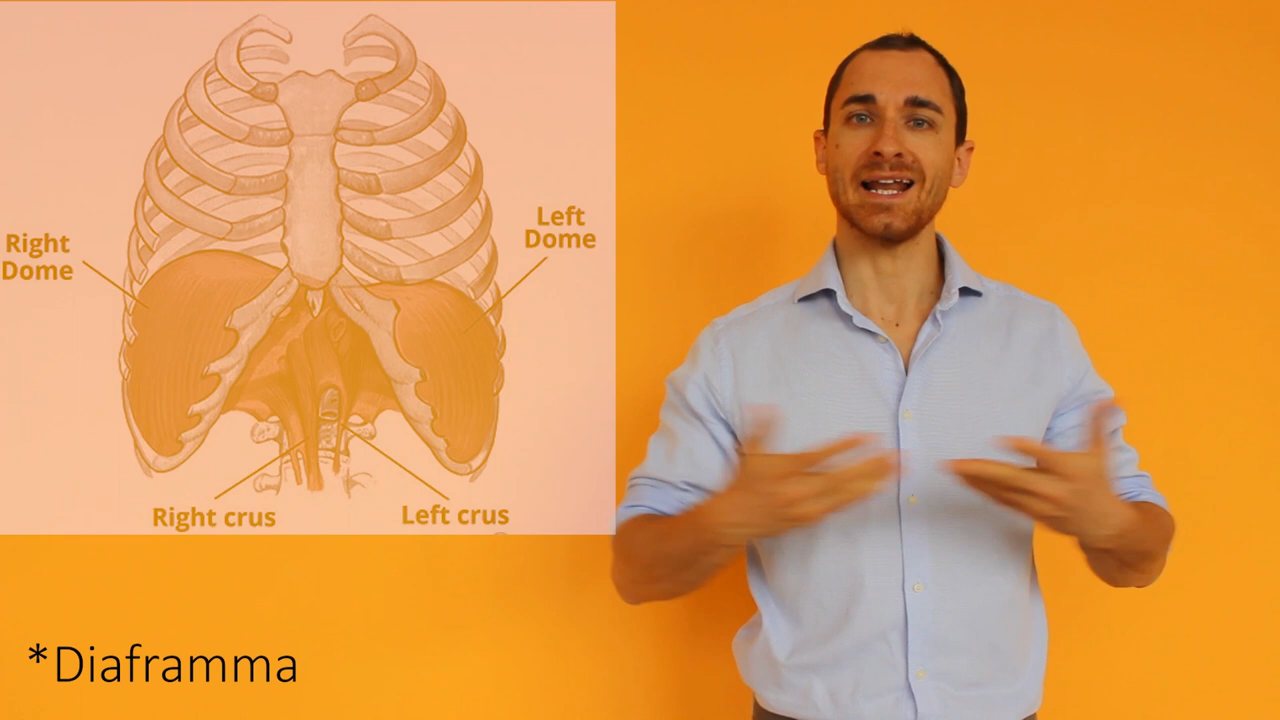 Left
Dome
Right
Dome
Right crus
Left crus
*Diaframma